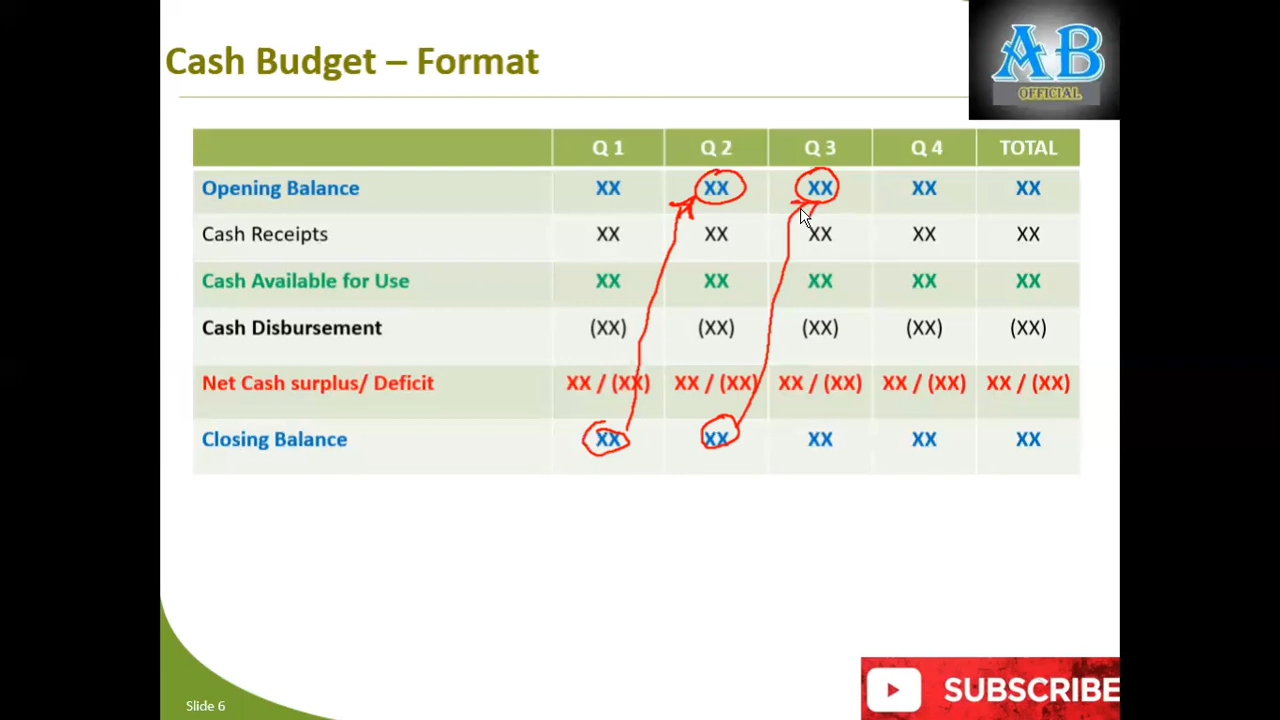 Cash Budget – Format
AB
OFFICIAL
Q 1 Q 2 Q 3 Q 4 TOTAL
Opening Balance XX XX XX XX XX
Cash Receipts XX XX XX XX XX
Cash Available for Use XX XX XX XX XX
Cash Disbursement (XX) (XX) (XX) (XX) (XX)
Net Cash surplus/ Deficit XX / (XX) XX / (XX) XX / (XX) XX / (XX) XX / (XX)
Closing Balance XX XX XX XX XX
Slide 6
SUBSCRIBE